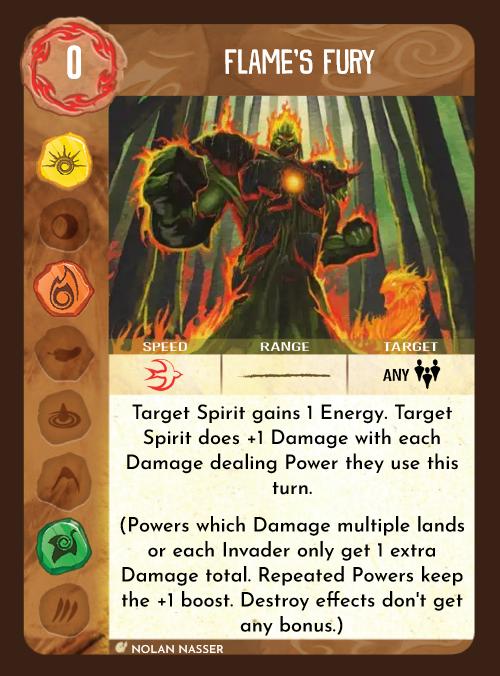 0
FLAME'S FURY
SPEED RANGE TARGET
ANY
Target Spirit gains 1 Energy. Target
Spirit does +1 Damage with each
Damage dealing Power they use this
turn.
(Powers which Damage multiple lands
or each Invader only get 1 extra
Damage total. Repeated Powers keep
the +1 boost. Destroy effects don't get
any bonus.)
NOLAN NASSER